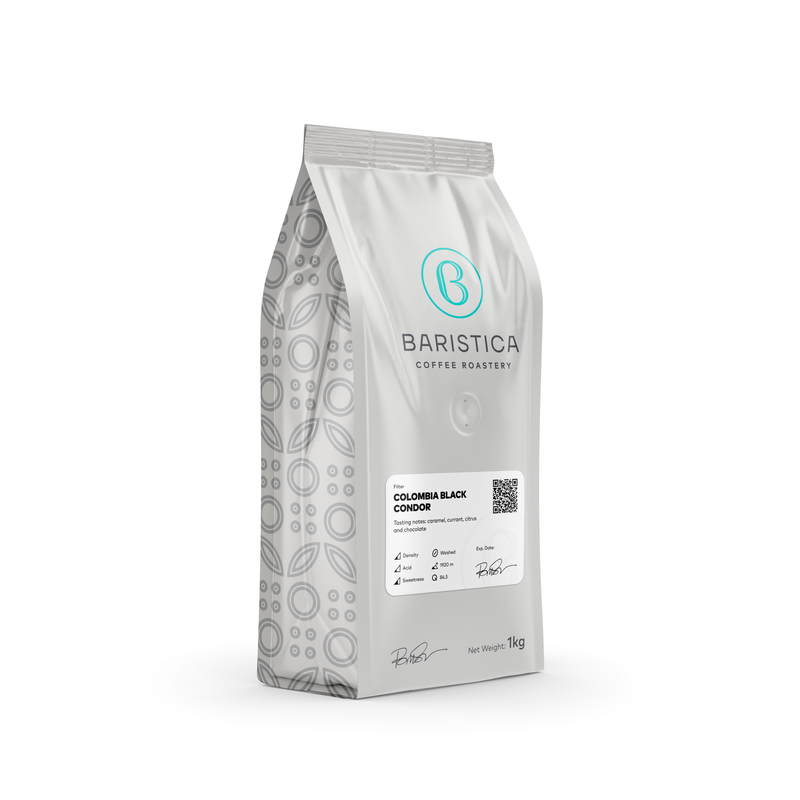 B
BARISTICA
COFFEE ROASTERY
Filter
COLOMBIA BLACK
CONDOR
Tasting notes: caramel, currant, citrus
and chocolate
Density
Washed
Exp. Date:
Acid
1920 m
Sweetness
84,5
Net Weight: 1kg